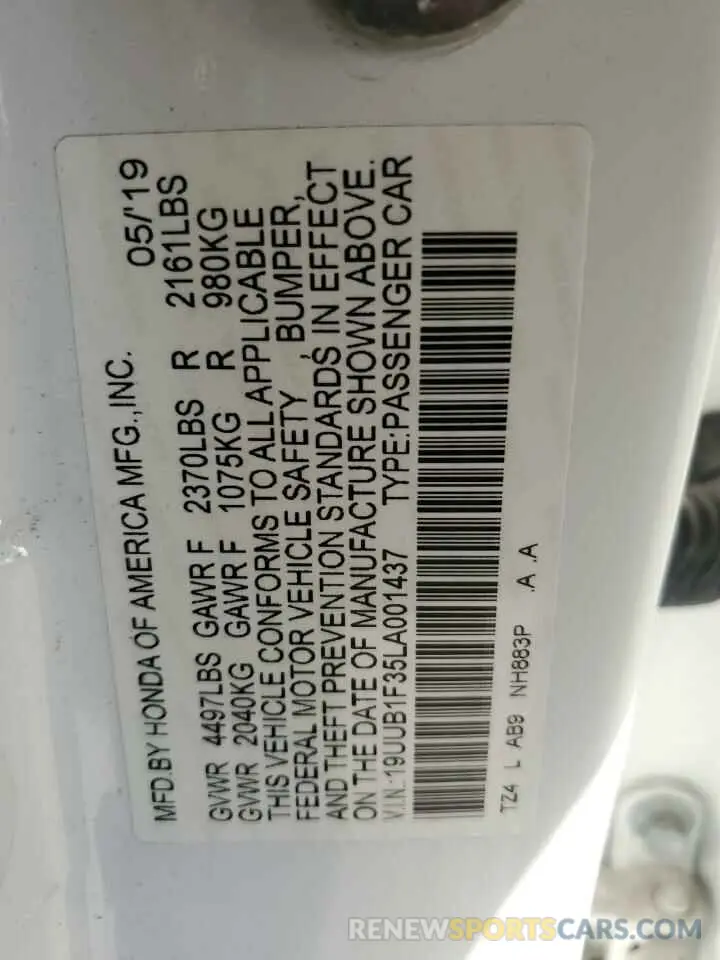 MFD.BY HONDA OF AMERICA MFG.,INC. 05/'19
GVWR 4497LBS GAWR F 2370LBS R 2161LBS
GVWR 2040KG GAWR F 1075KG R 980KG
THIS VEHICLE CONFORMS TO ALL APPLICABLE
FEDERAL MOTOR VEHICLE SAFETY, BUMPER,
AND THEFT PREVENTION STANDARDS IN EFFECT
ON THE DATE OF MANUFACTURE SHOWN ABOVE.
V.I.N.:19UUB1F35LA001437 TYPE:PASSENGER CAR
TZ4 L AB9 NH883P .A .A
RENEWSPORTSCARS.COM